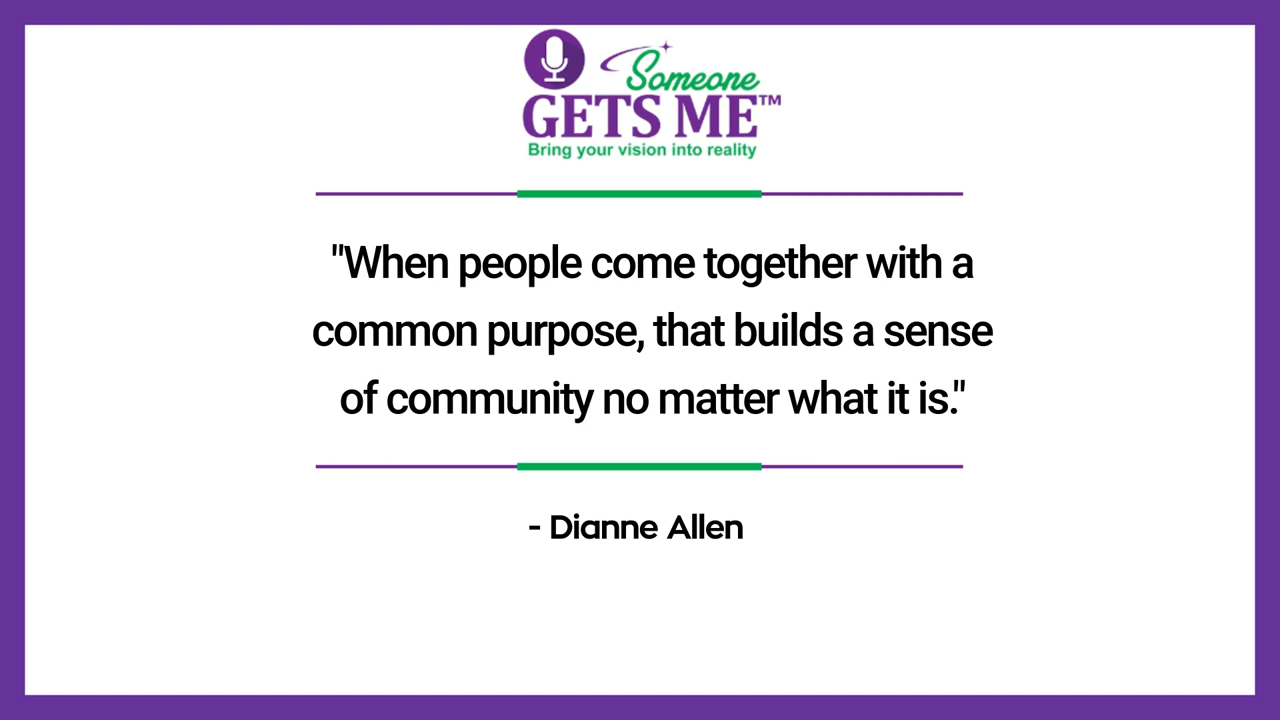 Someone
GETS ME™
Bring your vision into reality
"When people come together with a
common purpose, that builds a sense
of community no matter what it is."
- Dianne Allen